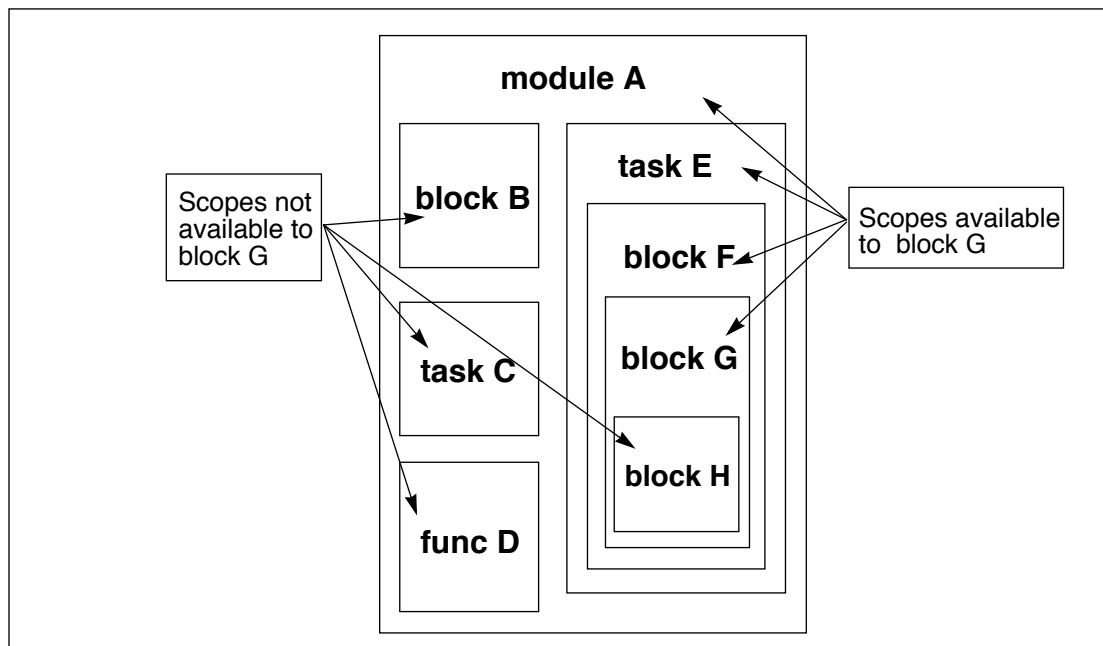 module A
block B
task C
func D
task E
block F
block G
block H
Scopes not
available to
block G
Scopes available
to block G